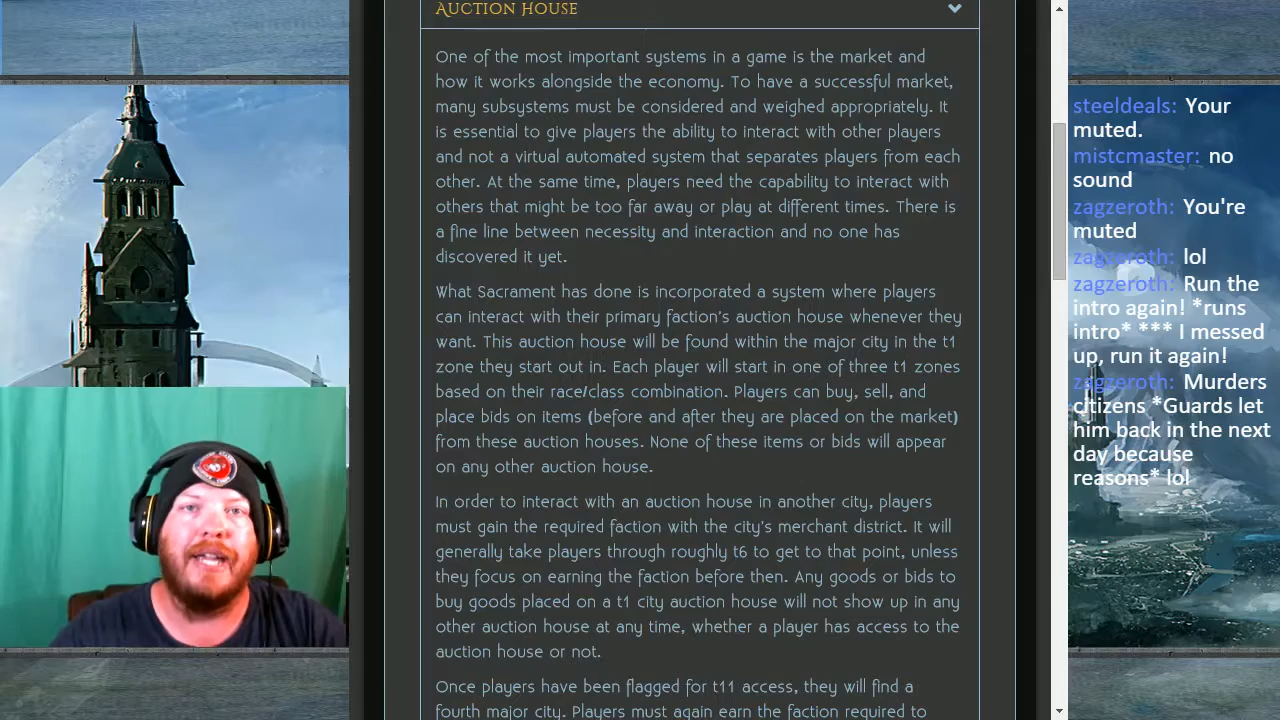 AUCTION HOUSE
One of the most important systems in a game is the market and
how it works alongside the economy. To have a successful market,
many subsystems must be considered and weighed appropriately. It
is essential to give players the ability to interact with other players
and not a virtual automated system that separates players from each
other. At the same time, players need the capability to interact with
others that might be too far away or play at different times. There is
a fine line between necessity and interaction and no one has
discovered it yet.
What Sacrament has done is incorporated a system where players
can interact with their primary faction's auction house whenever they
want. This auction house will be found within the major city in the t1
zone they start out in. Each player will start in one of three t1 zones
based on their race/class combination. Players can buy, sell, and
place bids on items (before and after they are placed on the market)
from these auction houses. None of these items or bids will appear
on any other auction house.
In order to interact with an auction house in another city, players
must gain the required faction with the city's merchant district. It will
generally take players through roughly t6 to get to that point, unless
they focus on earning the faction before then. Any goods or bids to
buy goods placed on a t1 city auction house will not show up in any
other auction house at any time, whether a player has access to the
auction house or not.
Once players have been flagged for t11 access, they will find a
fourth major city. Players must again earn the faction required to
steeldeals: Your
muted.
mistcmaster: no
sound
zagzeroth: You're
muted
zagzeroth: lol
zagzeroth: Run the
intro again! *runs
intro* *** I messed
up, run it again!
zagzeroth: Murders
citizens *Guards let
him back in the next
day because
reasons* lol